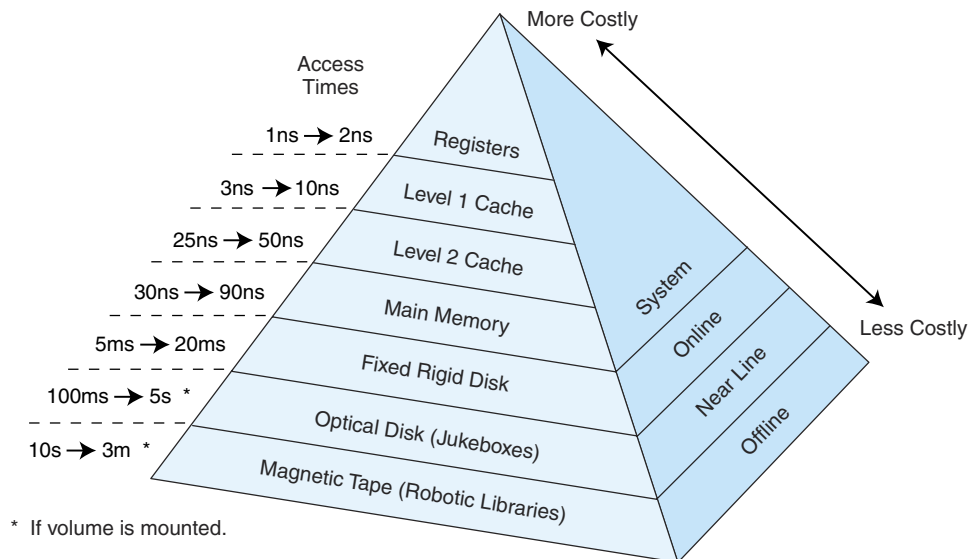 More Costly
Access
Times
1ns → 2ns
Registers
3ns → 10ns
Level 1 Cache
25ns → 50ns
Level 2 Cache
System
30ns → 90ns
Main Memory
Online
Less Costly
5ms → 20ms
Fixed Rigid Disk
Near Line
100ms → 5s *
Optical Disk (Jukeboxes)
Offline
10s → 3m *
Magnetic Tape (Robotic Libraries)
* If volume is mounted.